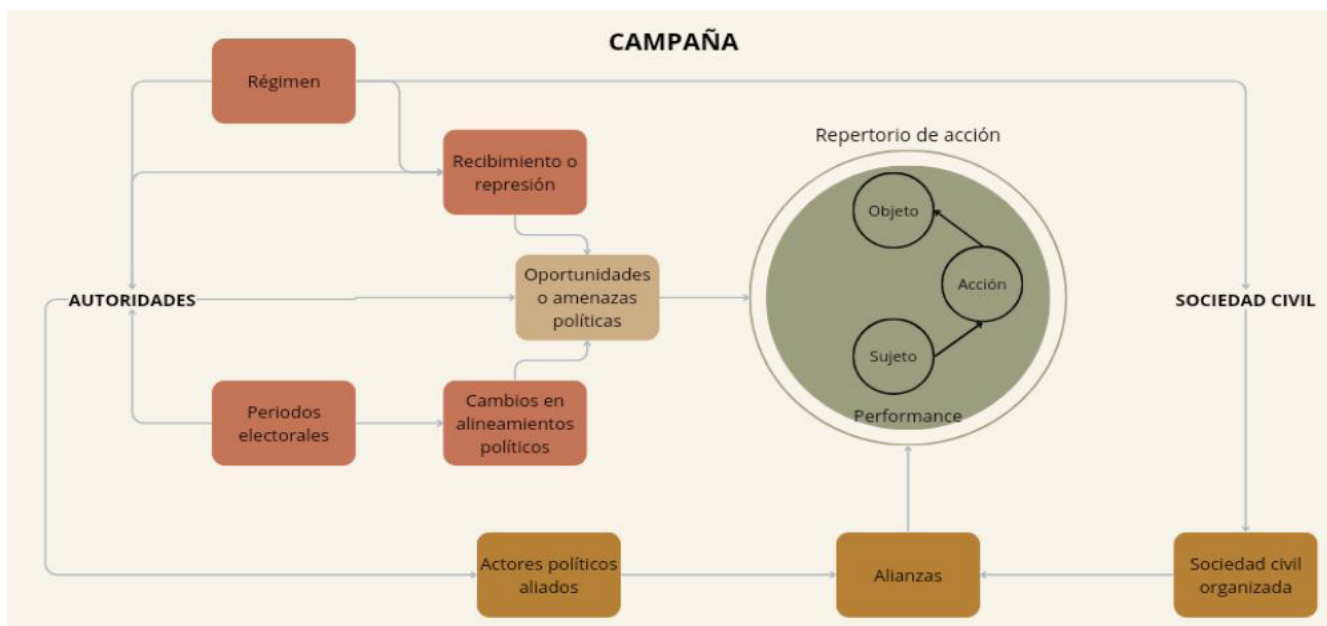 CAMPAÑA
Régimen
Recibimiento o
represión
Repertorio de acción
Objeto
Oportunidades
o amenazas
políticas
Acción
AUTORIDADES
SOCIEDAD CIVIL
Sujeto
Periodos
electorales
Cambios en
alineamientos
políticos
Performance
Actores políticos
aliados
Alianzas
Sociedad civil
organizada